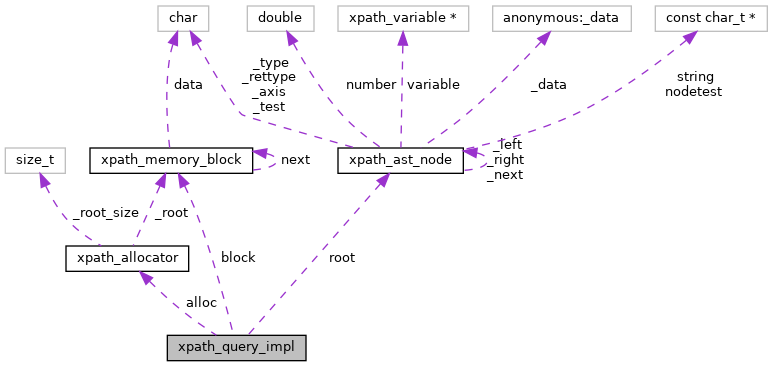 char
double
xpath_variable *
anonymous:_data
const char_t *
_type
_rettype
_axis
_test
data
number
variable
_data
string
nodetest
size_t
xpath_memory_block
next
xpath_ast_node
_left
_right
_next
_root_size
_root
xpath_allocator
block
root
alloc
xpath_query_impl